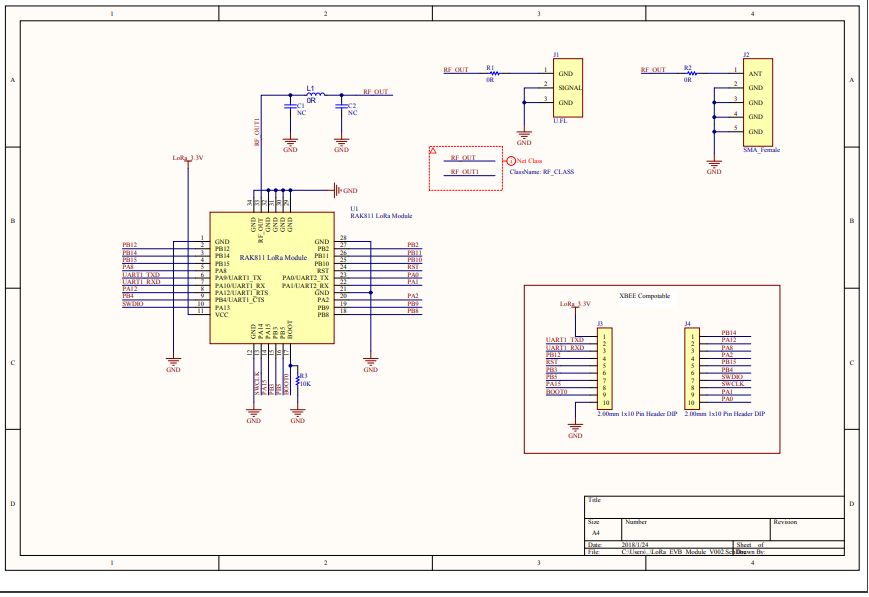 1 2 3 4
A A
J1
J2
RF_OUT R1 1 GND
0R 2 SIGNAL
3 GND
U.FL
GND
RF_OUT R2 1 ANT
0R 2 GND
3 GND
4 GND
5 GND
SMA_Female
GND
L1
0R
RF_OUT
C1
NC
C2
NC
GND GND
RF_OUT1
LoRa_3.3V
RF_OUT
RF_OUT1
i Net Class
ClassName: RF_CLASS
B B
GND
U1
RAK811 LoRa Module
34 33 32 31 30 29
GND RF_OUT GND GND GND GND
RAK811 LoRa Module
1 GND
PB12 2 PB12
PB14 3 PB14
PB15 4 PB15
PA8 5 PA8
UART1_TXD 6 PA9/UART1_TX
UART1_RXD 7 PA10/UART1_RX
PA12 8 PA12/UART1_RTS
PB4 9 PB4/UART1_CTS
SWDIO 10 PA13
11 VCC
GND 28
PB2 27 PB2
PB11 26 PB11
PB10 25 PB10
RST 24 RST
PA0/UART2_TX 23 PA0
PA1/UART2_RX 22 PA1
GND 21
PA2 20 PA2
PB9 19 PB9
PB8 18 PB8
GND PA14 PA15 PB3 PB5 BOOT
12 13 14 15 16 17
SWCLK PA15 PB3 PB5 BOOT0
R3
10K
GND GND GND GND
C C
XBEE Compotable
LoRa_3.3V
J3
1
UART1_TXD 2
UART1_RXD 3
PB12 4
RST 5
PB3 6
PB5 7
PA15 8
BOOT0 9
10
2.00mm 1x10 Pin Header DIP
GND
J4
1 PB14
2 PA12
3 PA8
4 PA2
5 PB15
6 PB4
7 SWDIO
8 SWCLK
9 PA1
10 PA0
2.00mm 1x10 Pin Header DIP
D D
Title
Size Number Revision
A4
Date: 2018/1/24 Sheet of
File: C:\Users\..\LoRa_EVB_Module_V002.SchDoc Drawn By:
1 2 3 4